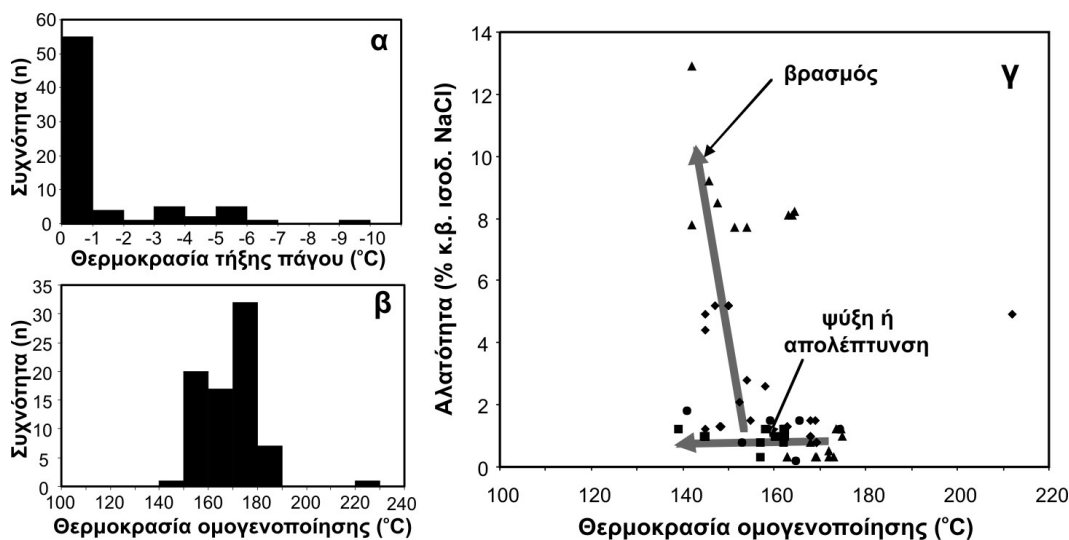 α
Συχνότητα (n)
60
50
40
30
20
10
0
0 -1 -2 -3 -4 -5 -6 -7 -8 -9 -10
Θερμοκρασία τήξης πάγου (°C)
β
Συχνότητα (n)
35
30
25
20
15
10
5
0
100 120 140 160 180 200 220 240
Θερμοκρασία ομογενοποίησης (°C)
γ
Αλατότητα (% κ.β. ισοδ. NaCl)
14
12
10
8
6
4
2
0
βρασμός
ψύξη ή
απολέπτυνση
100 120 140 160 180 200 220
Θερμοκρασία ομογενοποίησης (°C)